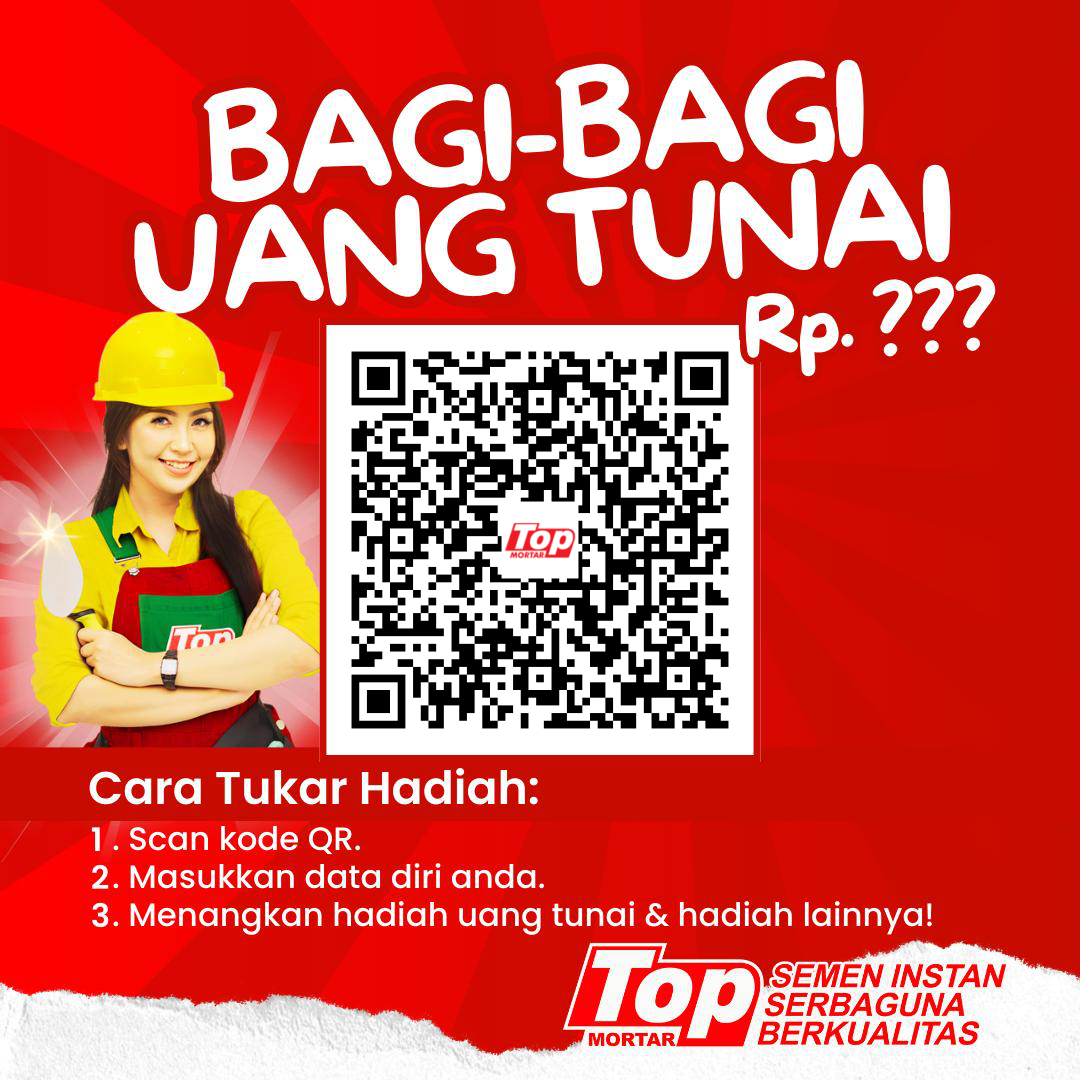 BAGI-BAGI
UANG TUNAI
Rp. ???
Top
MORTAR
Top
Cara Tukar Hadiah:
1. Scan kode QR.
2. Masukkan data diri anda.
3. Menangkan hadiah uang tunai & hadiah lainnya!
Top
MORTAR
SEMEN INSTAN
SERBAGUNA
BERKUALITAS